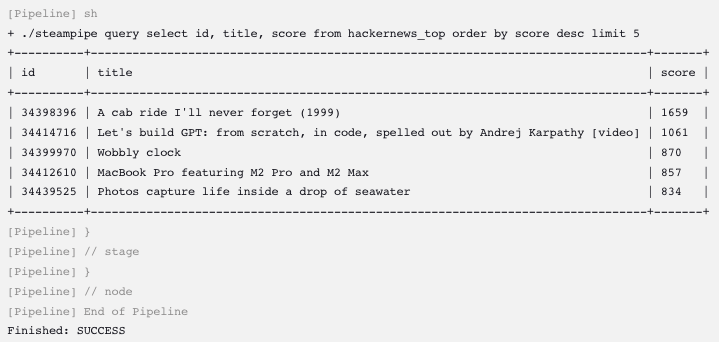 [Pipeline] sh
+ ./steampipe query select id, title, score from hackernews_top order by score desc limit 5
+----------+------------------------------------------------------------------------+-------+
| id | title | score |
+----------+------------------------------------------------------------------------+-------+
| 34398396 | A cab ride I'll never forget (1999) | 1659 |
| 34414716 | Let's build GPT: from scratch, in code, spelled out by Andrej Karpathy [video] | 1061 |
| 34399970 | Wobbly clock | 870 |
| 34412610 | MacBook Pro featuring M2 Pro and M2 Max | 857 |
| 34439525 | Photos capture life inside a drop of seawater | 834 |
+----------+------------------------------------------------------------------------+-------+
[Pipeline] }
[Pipeline] // stage
[Pipeline] }
[Pipeline] // node
[Pipeline] End of Pipeline
Finished: SUCCESS